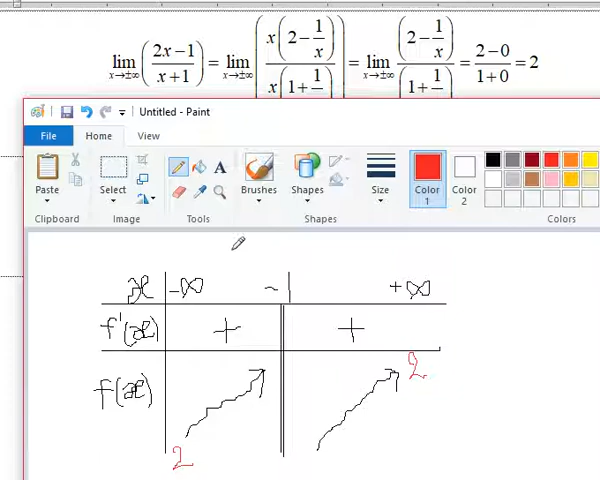 lim x→±∞ (2x−1 / x+1) = lim x→±∞ (x(2−1/x) / x(1+1/x)) = lim x→±∞ ((2−1/x) / (1+1/x)) = 2−0 / 1+0 = 2
Untitled - Paint
File Home View
Paste Select Brushes Shapes Size Color 1 Color 2
Clipboard Image Tools Shapes Colors
x −∞ −1 +∞
f'(x) + +
f(x) 2 2